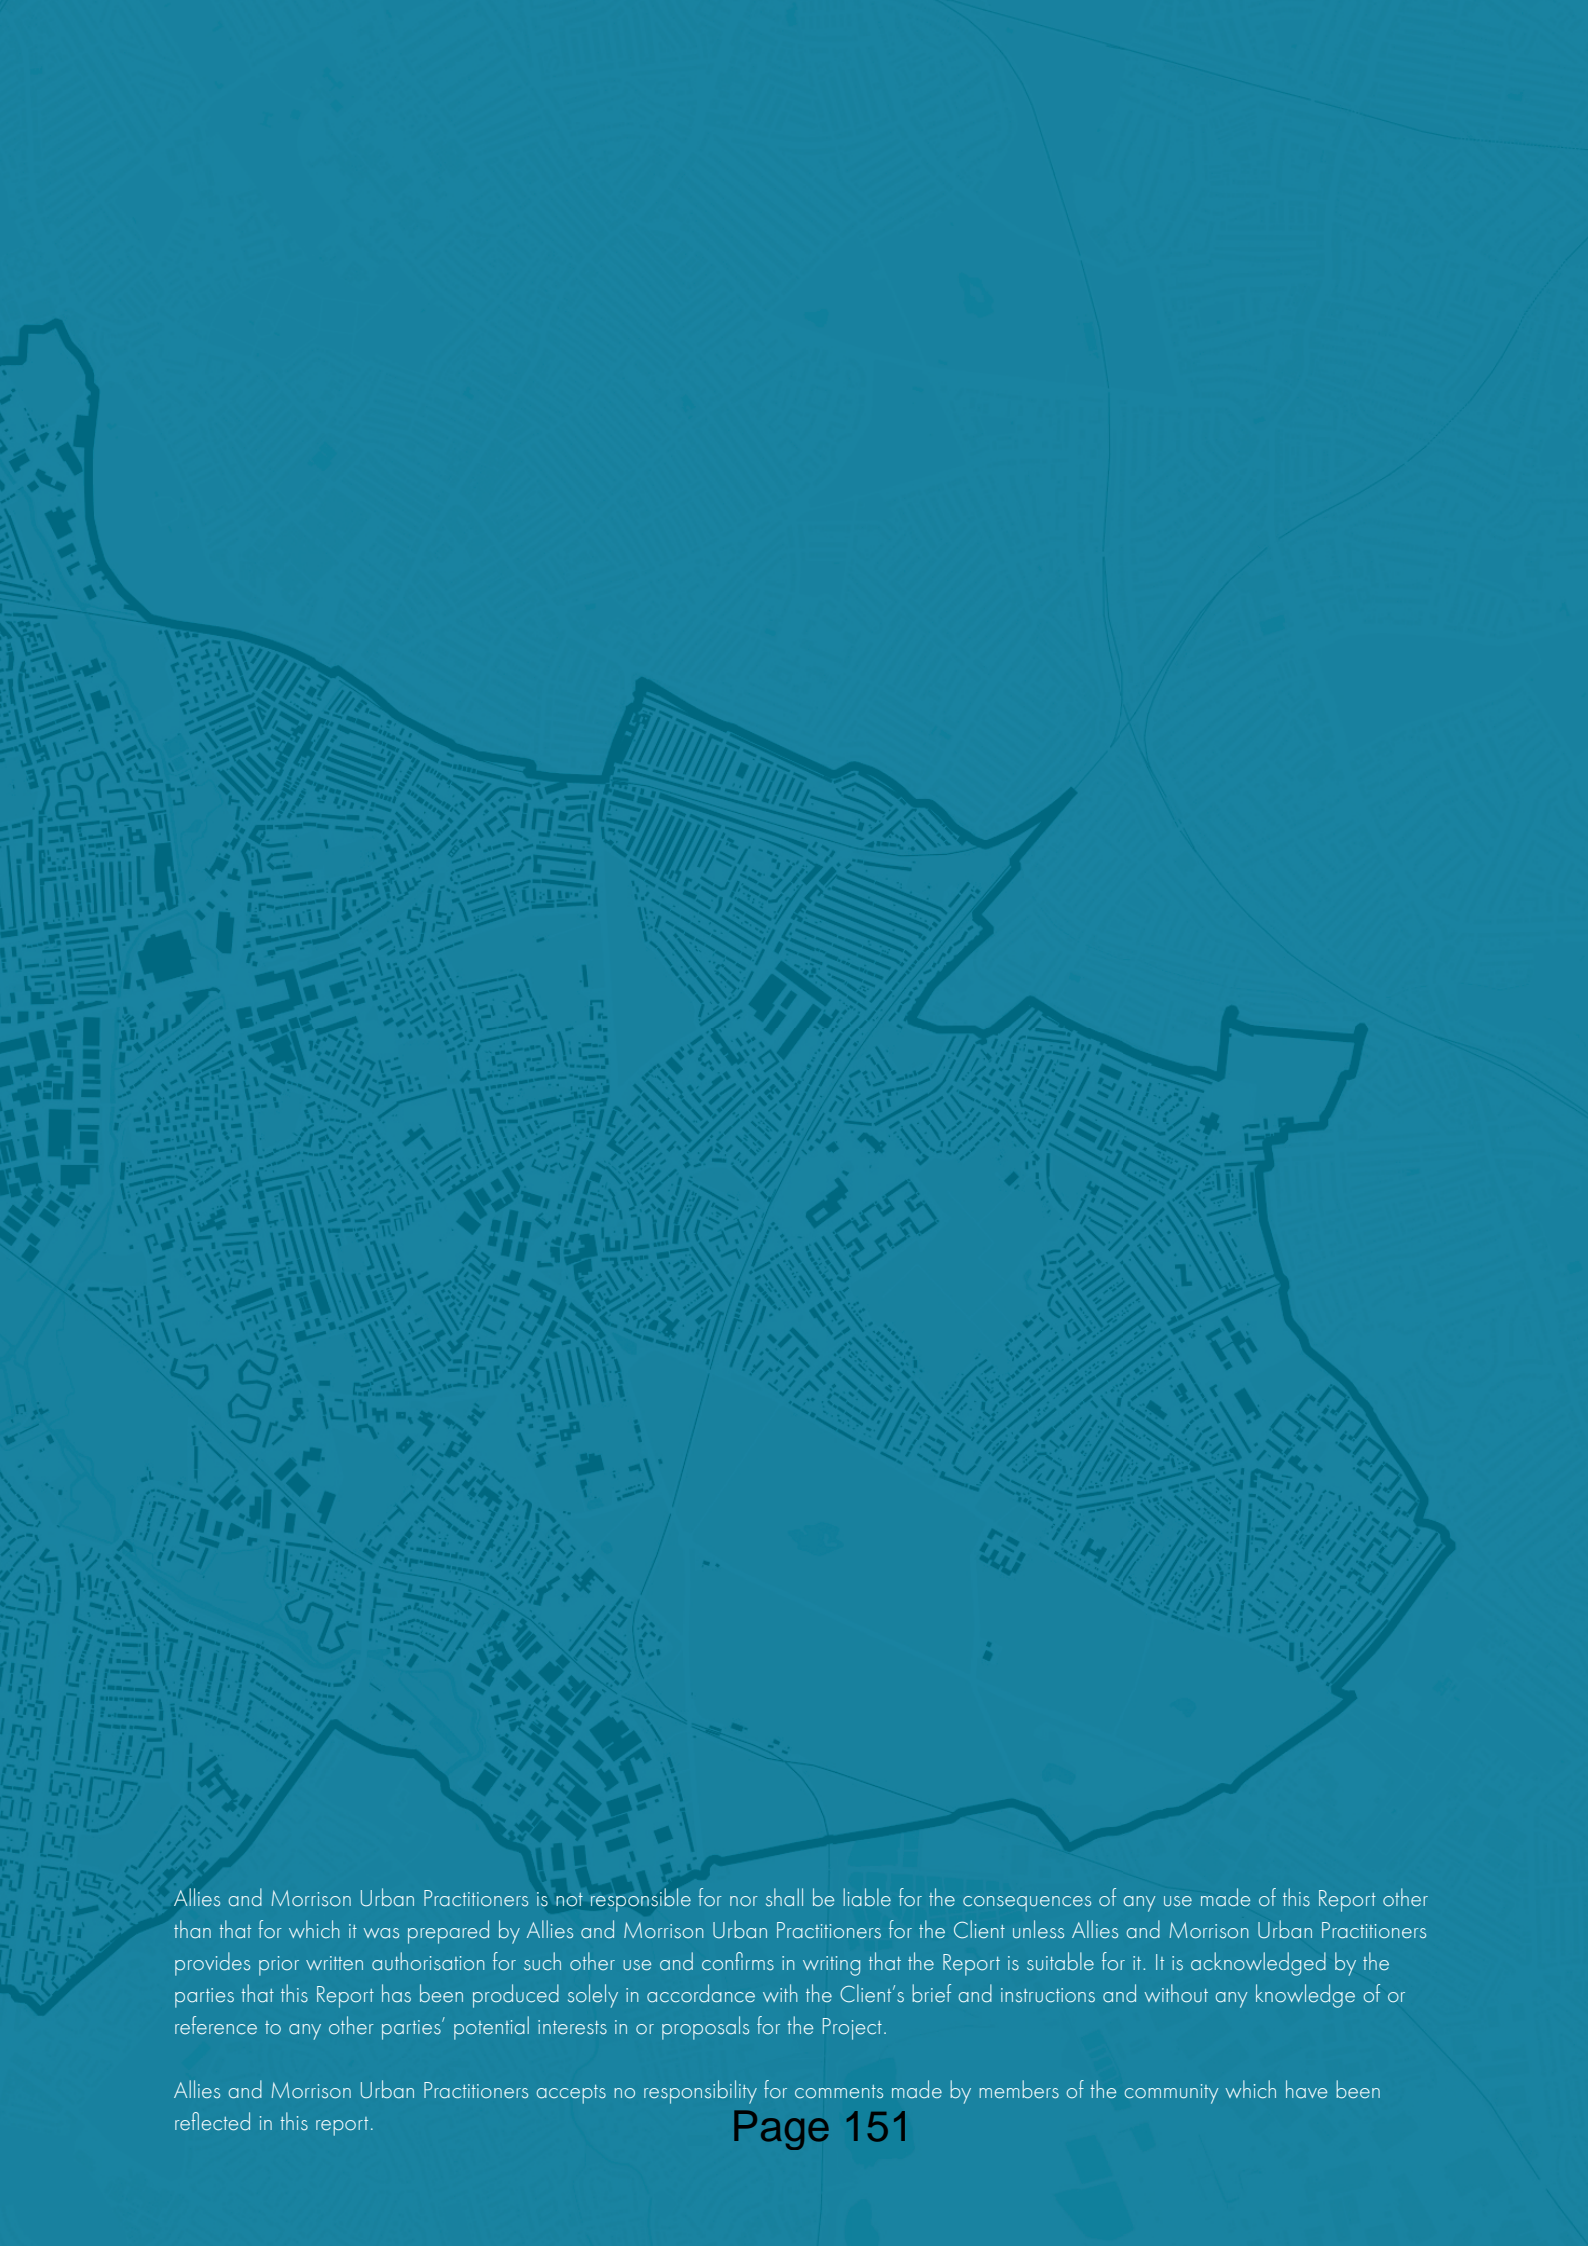 Allies and Morrison Urban Practitioners is not responsible for nor shall be liable for the consequences of any use made of this Report other
than that for which it was prepared by Allies and Morrison Urban Practitioners for the Client unless Allies and Morrison Urban Practitioners
provides prior written authorisation for such other use and confirms in writing that the Report is suitable for it. It is acknowledged by the
parties that this Report has been produced solely in accordance with the Client’s brief and instructions and without any knowledge of or
reference to any other parties’ potential interests in or proposals for the Project.
Allies and Morrison Urban Practitioners accepts no responsibility for comments made by members of the community which have been
reflected in this report.
Page 151